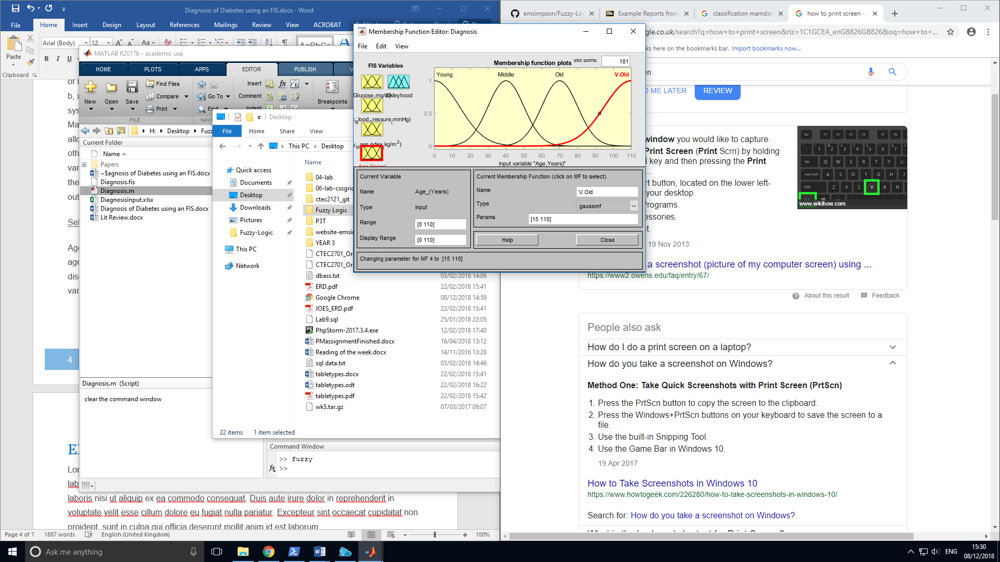 Diagnosis of Diabetes using an FIS.docx - Word
File Home Insert Design Layout References Mailings Review View ACROBAT
Paste
Clipboard
Arial (Body) 12
Aa
B I U
AaBbCcD
4
Page 4 of 7 1887 words English (United Kingdom) 100%
laboris nisi ut aliquip ex ea commodo consequat. Duis aute irure dolor in reprehenderit in
voluptate velit esse cillum dolore eu fugiat nulla pariatur. Excepteur sint occaecat cupidatat non
proident, sunt in culpa qui officia deserunt mollit anim id est laborum
MATLAB R2017b - academic use
HOME PLOTS APPS EDITOR PUBLISH V
New Open Save
Find Files
Compare
Print
Insert
Comment
Indent
Go To
Find
Breakpoints
FILE NAVI
H: Desktop Fuzz
Current Folder
Name
Papers
~$agnosis of Diabetes using an FIS.docx
Diagnosis.fis
Diagnosis.m
DiagnosisInput.xlsx
Diagnosis of Diabetes using an FIS.docx
Lit Review.docx
Diagnosis.m (Script)
clear the command window
Command Window
>> fuzzy
fx >>
Desktop
File Home Share View
This PC Desktop
Quick access
Documents
Desktop
Downloads
Pictures
Fuzzy-Logic
This PC
Network
Name
04-lab
06-lab-cssgric
ctec2121_git
Fuzzy Logic
P3T
website-emsi
YEAR 3
CTEC2701_Or
CTEC2701_Or
dbass.txt 03/02/2018 14:06
ERD.pdf 22/02/2018 15:41
Google Chrome 08/12/2018 14:59
JOES_ERD.pdf 22/02/2018 15:41
Lab9.sql 25/01/2018 22:05
PhpStorm-2017.3.4.exe 12/02/2018 17:40
PMassignmentFinished.docx 16/04/2018 13:12
Reading of the week.docx 14/11/2016 13:28
sql data.txt 03/02/2018 14:46
tabletypes.docx 22/02/2018 15:41
tabletypes.odt 22/02/2018 16:22
tabletypes.pdf 22/02/2018 15:42
wk5.tar.gz 07/03/2017 09:07
22 items 1 item selected
Membership Function Editor: Diagnosis
File Edit View
FIS Variables
Membership function plots plot points: 181
Young Middle Old V.Old
1
0.5
0
0 10 20 30 40 50 60 70 80 90 100 110
input variable "Age,Years)"
Current Variable
Name Age_(Years)
Type input
Range [0 110]
Display Range [0 110]
Current Membership Function (click on MF to select)
Name V.Old
Type gaussmf
Params [15 110]
Help Close
Changing parameter for MF 4 to [15 110]
emsimpson/Fuzzy-Log
Example Reports from
classification mamdan
how to print screen -
gle.co.uk/search?q=how+to+print+screen&rlz=1C1GCEA_enGB826GB826&oq=how+to+...
ks here on the bookmarks bar. Import bookmarks now...
en
D ME LATER REVIEW
window you would like to capture.
Print Screen (Print Scrn) by holding
key and then pressing the Print
rt button, located on the lower left-
your desktop.
Programs.
essories.
t.
19 Nov 2013
www.wikihow.com
a screenshot (picture of my computer screen) using ...
https://www2.owens.edu/faq/entry/67/
About this result Feedback
People also ask
How do I do a print screen on a laptop?
How do you take a screenshot on Windows?
Method One: Take Quick Screenshots with Print Screen (PrtScn)
1. Press the PrtScn button to copy the screen to the clipboard.
2. Press the Windows+PrtScn buttons on your keyboard to save the screen to a
file.
3. Use the built-in Snipping Tool.
4. Use the Game Bar in Windows 10.
19 Apr 2017
How to Take Screenshots in Windows 10
https://www.howtogeek.com/226280/how-to-take-screenshots-in-windows-10/
Search for: How do you take a screenshot on Windows?
Ask me anything
ENG
15:30
08/12/2018